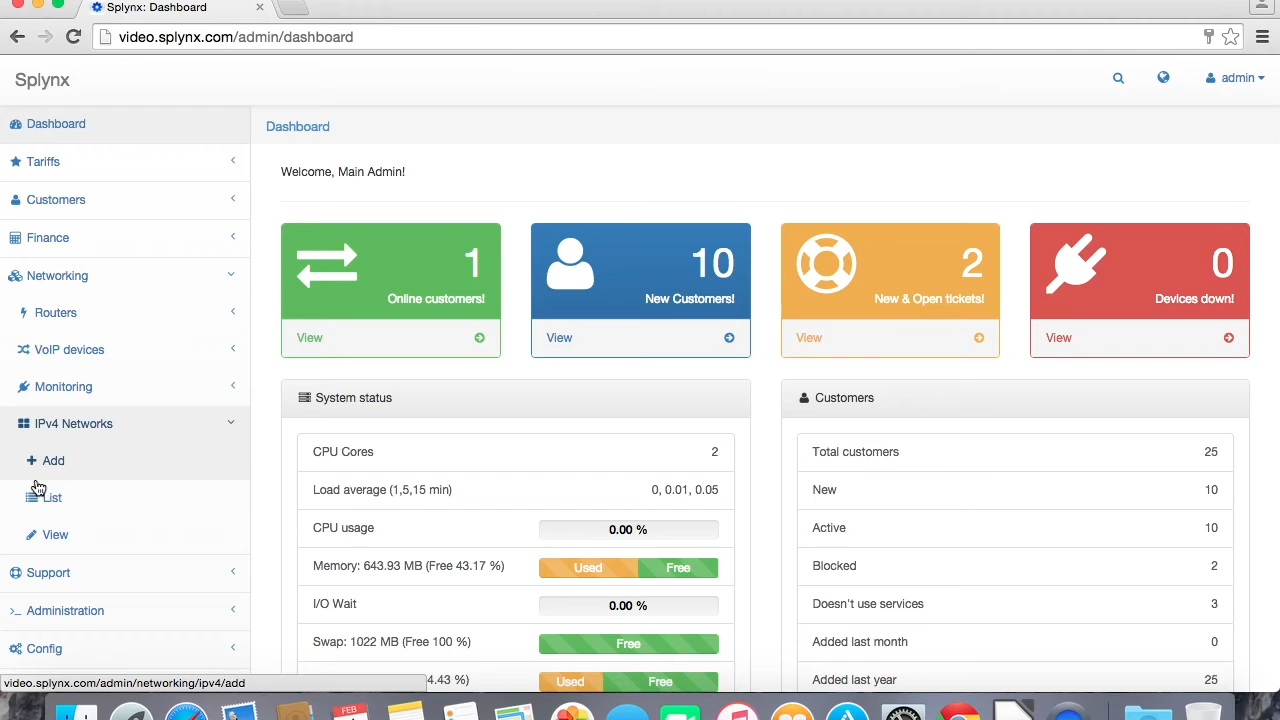 Splynx: Dashboard
video.splynx.com/admin/dashboard
Splynx
admin
Dashboard
Tariffs
Customers
Finance
Networking
Routers
VoIP devices
Monitoring
IPv4 Networks
Add
List
View
Support
Administration
Config
video.splynx.com/admin/networking/ipv4/add
Dashboard
Welcome, Main Admin!
1
Online customers!
View
10
New Customers!
View
2
New & Open tickets!
View
0
Devices down!
View
System status
CPU Cores 2
Load average (1,5,15 min) 0, 0.01, 0.05
CPU usage 0.00 %
Memory: 643.93 MB (Free 43.17 %) Used Free
I/O Wait 0.00 %
Swap: 1022 MB (Free 100 %) Free
4.43 %) Used Free
Customers
Total customers 25
New 10
Active 10
Blocked 2
Doesn't use services 3
Added last month 0
Added last year 25
FEB